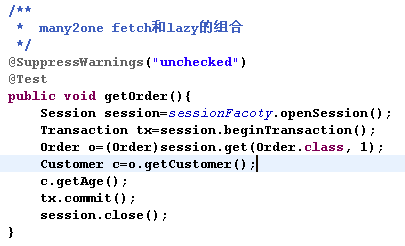 /**
 *  many2one fetch和lazy的组合
 */
@SuppressWarnings("unchecked")
@Test
public void getOrder(){
    Session session=sessionFacoty.openSession();
    Transaction tx=session.beginTransaction();
    Order o=(Order)session.get(Order.class, 1);
    Customer c=o.getCustomer();
    c.getAge();
    tx.commit();
    session.close();
}